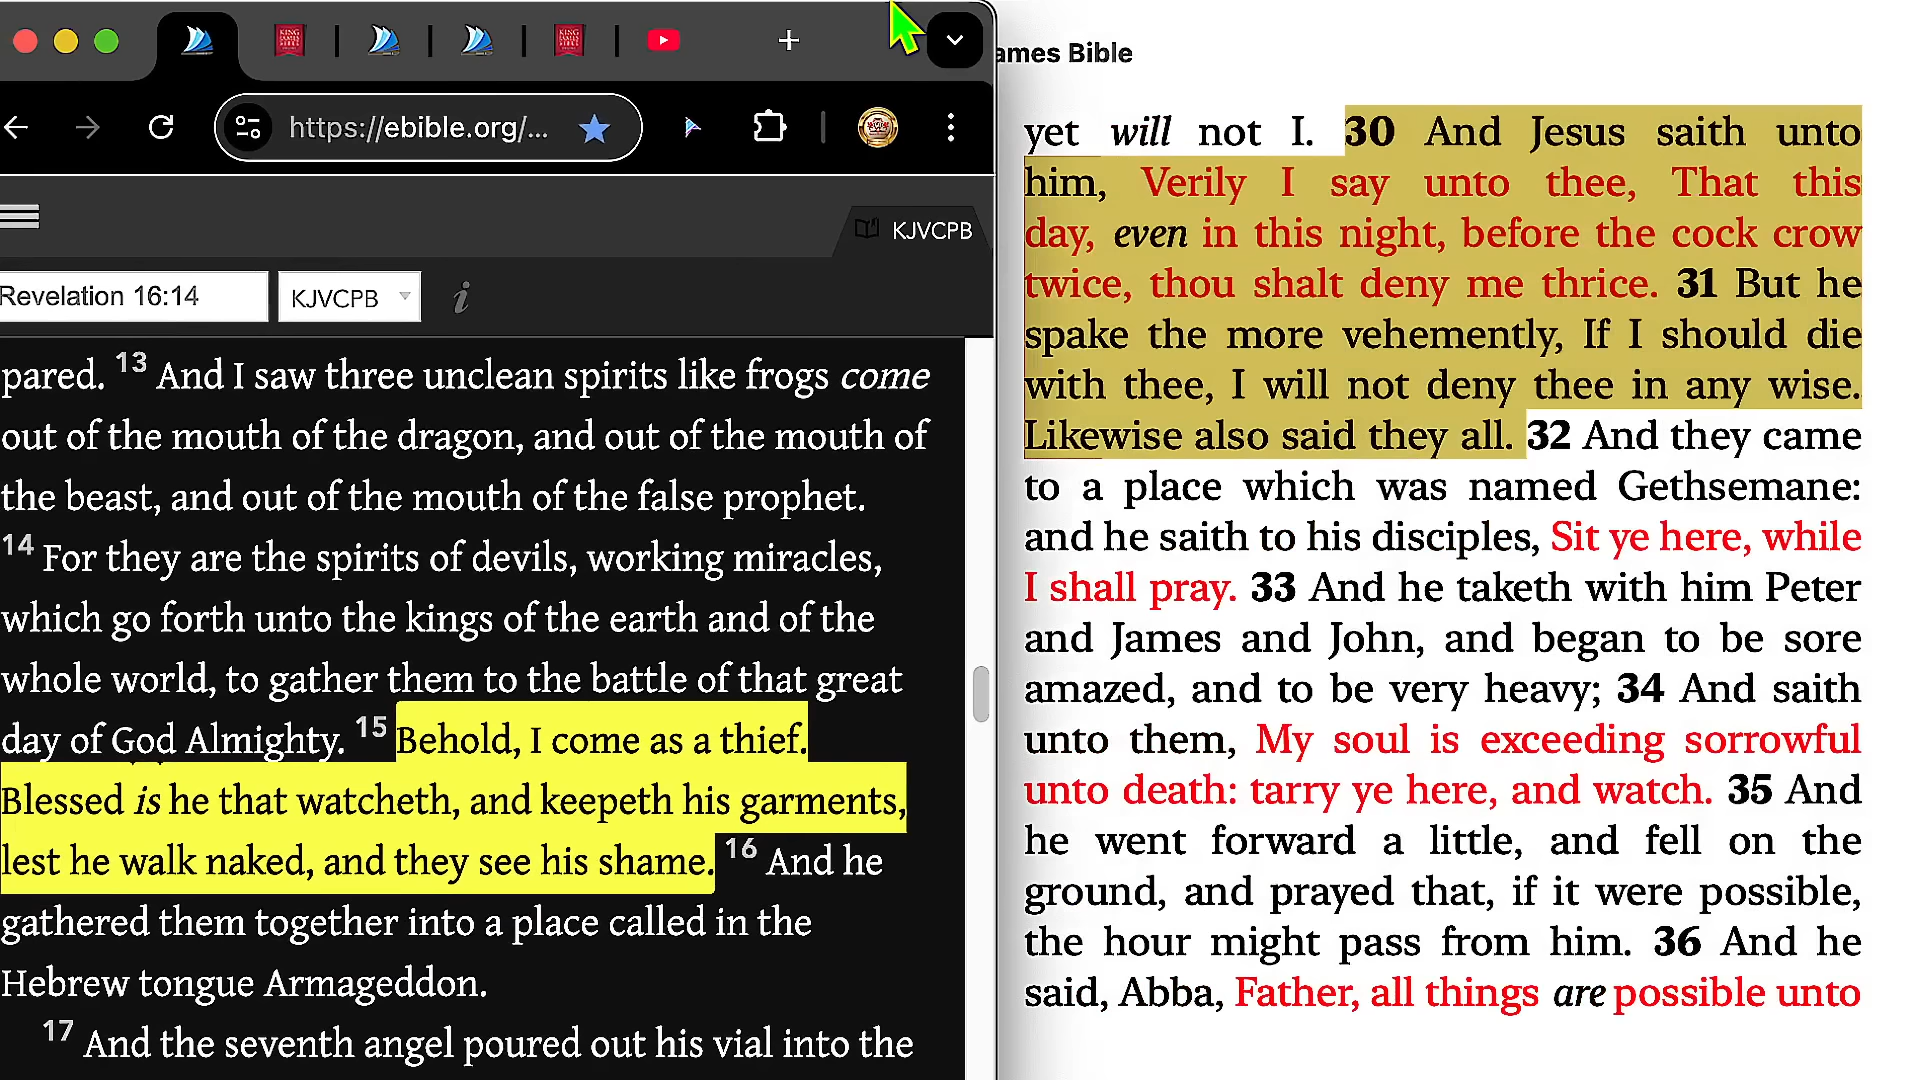 KING JAMES BIBLE
KING JAMES BIBLE
https://ebible.org/...
KJVCPB
Revelation 16:14
KJVCPB
i
pared. 13 And I saw three unclean spirits like frogs come
out of the mouth of the dragon, and out of the mouth of
the beast, and out of the mouth of the false prophet.
14 For they are the spirits of devils, working miracles,
which go forth unto the kings of the earth and of the
whole world, to gather them to the battle of that great
day of God Almighty. 15 Behold, I come as a thief.
Blessed is he that watcheth, and keepeth his garments,
lest he walk naked, and they see his shame. 16 And he
gathered them together into a place called in the
Hebrew tongue Armageddon.
17 And the seventh angel poured out his vial into the
ames Bible
yet will not I. 30 And Jesus saith unto
him, Verily I say unto thee, That this
day, even in this night, before the cock crow
twice, thou shalt deny me thrice. 31 But he
spake the more vehemently, If I should die
with thee, I will not deny thee in any wise.
Likewise also said they all. 32 And they came
to a place which was named Gethsemane:
and he saith to his disciples, Sit ye here, while
I shall pray. 33 And he taketh with him Peter
and James and John, and began to be sore
amazed, and to be very heavy; 34 And saith
unto them, My soul is exceeding sorrowful
unto death: tarry ye here, and watch. 35 And
he went forward a little, and fell on the
ground, and prayed that, if it were possible,
the hour might pass from him. 36 And he
said, Abba, Father, all things are possible unto